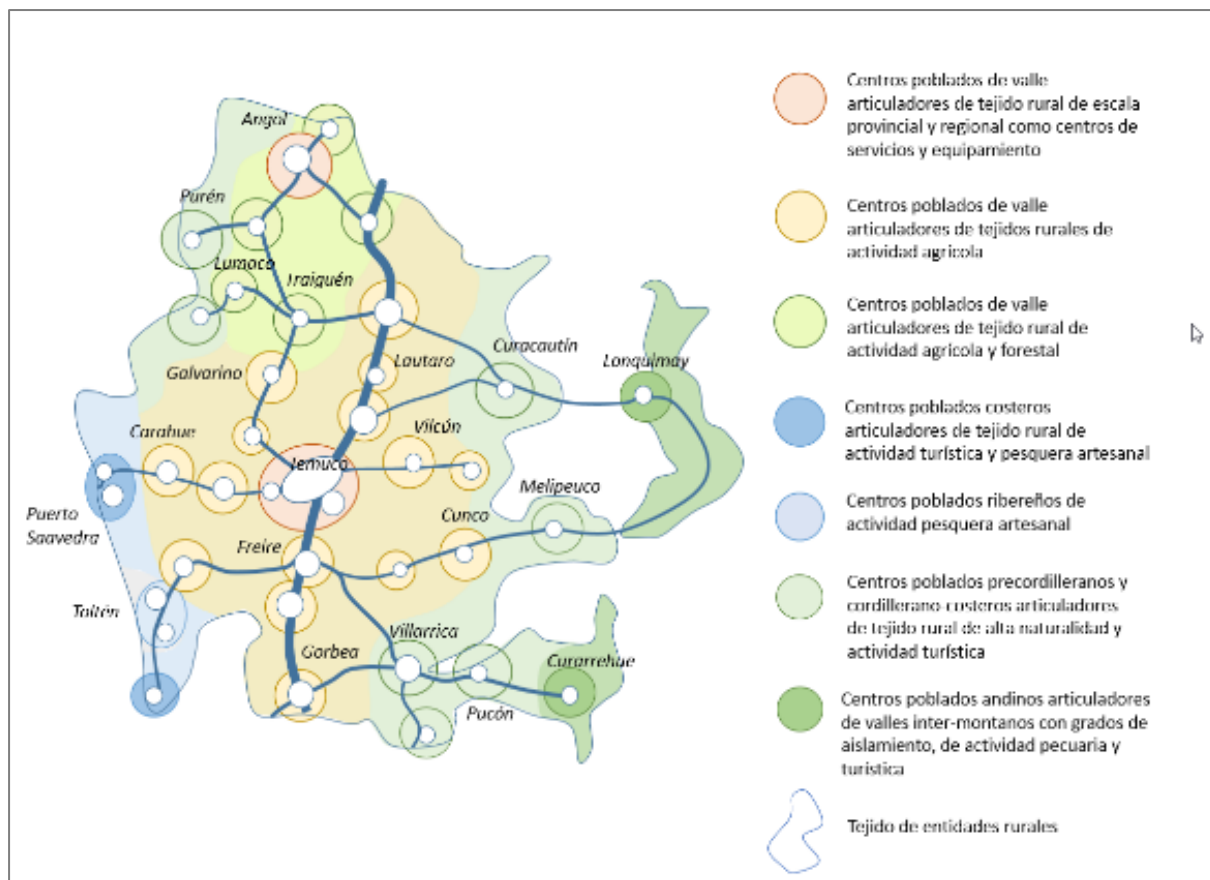 Angol
Purén
Lumaco
Traiguén
Galvarino
Lautaro
Curacautín
Lonquimay
Carahue
Vilcún
Temuco
Melipeuco
Puerto
Saavedra
Cunco
Freire
Toltén
Villarrica
Gorbea
Curarrehue
Pucón
Centros poblados de valle
articuladores de tejido rural de escala
provincial y regional como centros de
servicios y equipamiento
Centros poblados de valle
articuladores de tejidos rurales de
actividad agrícola
Centros poblados de valle
articuladores de tejido rural de
actividad agrícola y forestal
Centros poblados costeros
articuladores de tejido rural de
actividad turística y pesquera artesanal
Centros poblados ribereños de
actividad pesquera artesanal
Centros poblados precordilleranos y
cordillerano-costeros articuladores
de tejido rural de alta naturalidad y
actividad turística
Centros poblados andinos articuladores
de valles inter-montanos con grados de
aislamiento, de actividad pecuaria y
turística
Tejido de entidades rurales